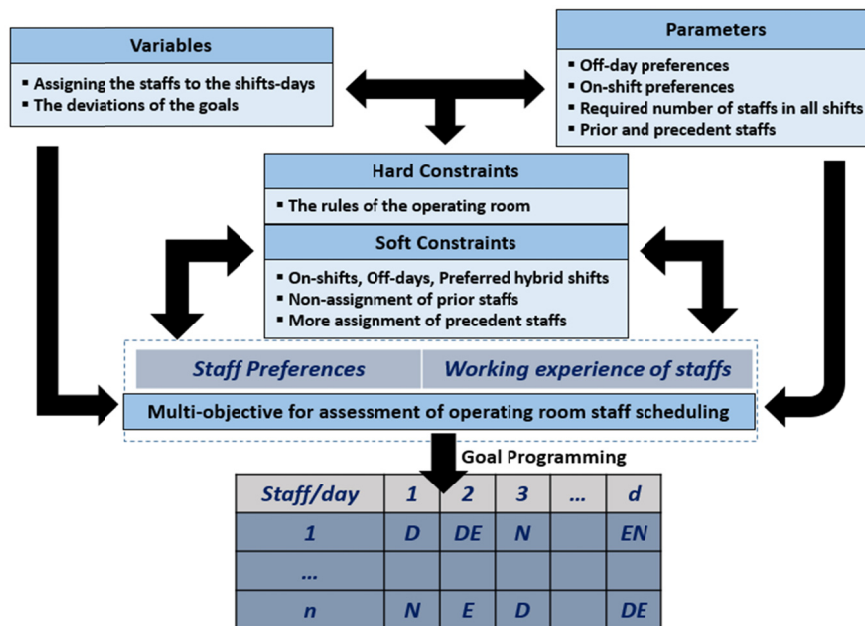 Variables
▪ Assigning the staffs to the shifts-days
▪ The deviations of the goals
Parameters
▪ Off-day preferences
▪ On-shift preferences
▪ Required number of staffs in all shifts
▪ Prior and precedent staffs
Hard Constraints
▪ The rules of the operating room
Soft Constraints
▪ On-shifts, Off-days, Preferred hybrid shifts
▪ Non-assignment of prior staffs
▪ More assignment of precedent staffs
Staff Preferences Working experience of staffs
Multi-objective for assessment of operating room staff scheduling
Goal Programming
Staff/day 1 2 3 ... d
1 D DE N EN
...
n N E D DE